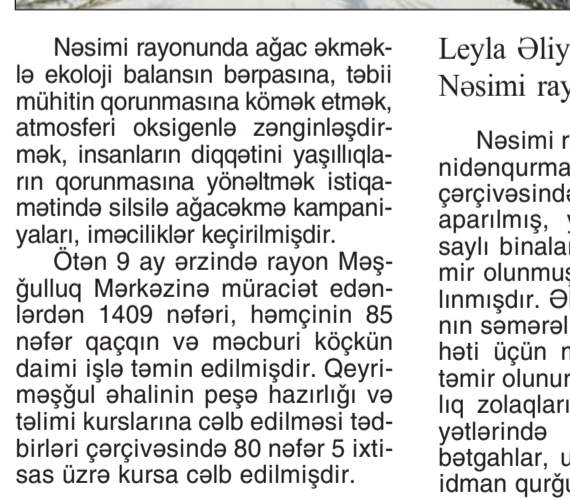 Nəsimi rayonunda ağac əkmək-
lə ekoloji balansın bərpasına, təbii
mühitin qorunmasına kömək etmək,
atmosferi oksigenlə zənginləşdir-
mək, insanların diqqətini yaşıllıqla-
rın qorunmasına yönəltmək istiqa-
mətində silsilə ağacəkmə kampani-
yaları, iməciliklər keçirilmişdir.
Ötən 9 ay ərzində rayon Məş-
ğulluq Mərkəzinə müraciət edən-
lərdən 1409 nəfəri, həmçinin 85
nəfər qaçqın və məcburi köçkün
daimi işlə təmin edilmişdir. Qeyri-
məşğul əhalinin peşə hazırlığı və
təlimi kurslarına cəlb edilməsi təd-
birləri çərçivəsində 80 nəfər 5 ixti-
sas üzrə kursa cəlb edilmişdir.
Leyla Əliy
Nəsimi ray
Nəsimi r
nidənqurma
çərçivəsində
aparılmış, y
saylı binalar
mir olunmuş
lınmışdır. Əl
nın səmərəl
həti üçün m
təmir olunur
lıq zolaqları
yətlərində
bətgahlar, u
idman qurğu